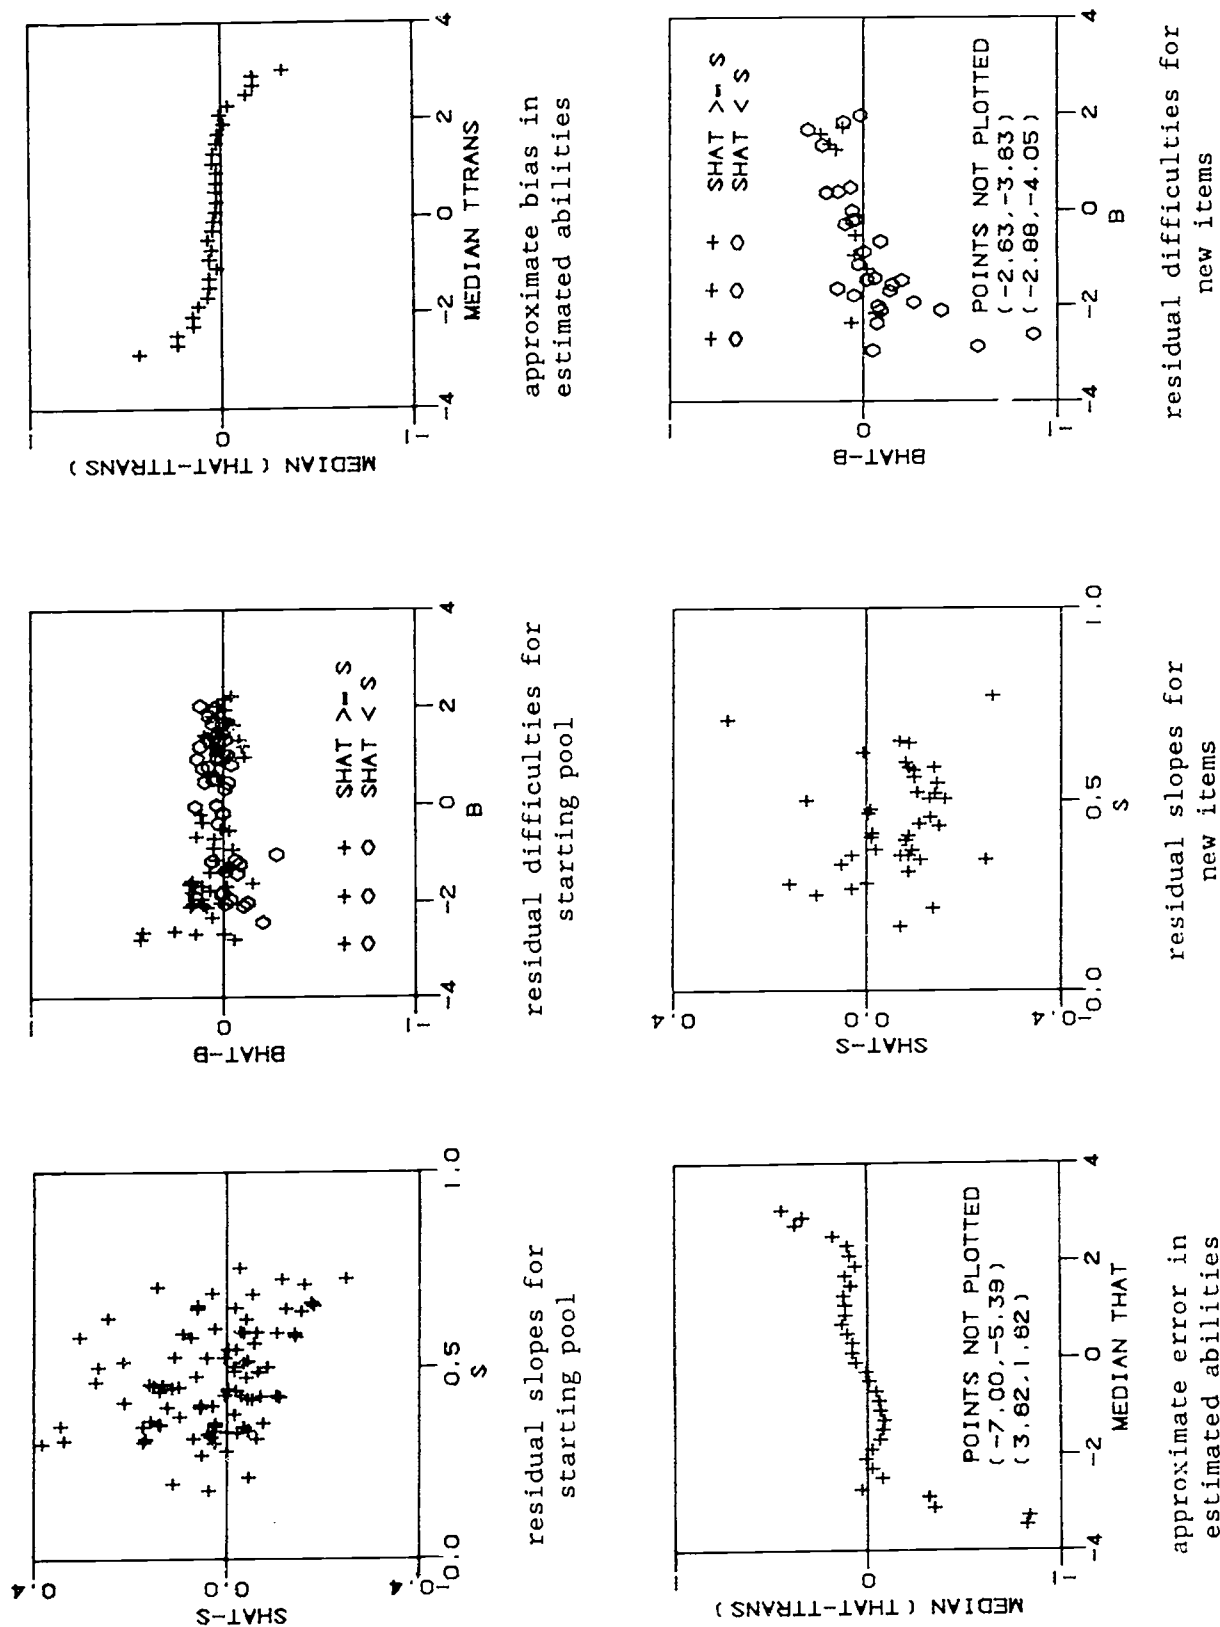 SHAT-S
0.4
0.0
-0.4
0.0
0.5
1.0
S
residual slopes for
starting pool
BHAT-B
1
0
-1
SHAT >= S
SHAT < S
-4
-2
0
2
4
B
residual difficulties for
starting pool
MEDIAN (THAT-TTRANS)
1
0
-1
-4
-2
0
2
4
MEDIAN TTRANS
approximate bias in
estimated abilities
MEDIAN (THAT-TTRANS)
1
0
-1
POINTS NOT PLOTTED
(-7.00,-5.39)
(3.62,1.62)
-4
-2
0
2
4
MEDIAN THAT
approximate error in
estimated abilities
SHAT-S
0.4
0.0
-0.4
0.0
0.5
1.0
S
residual slopes for
new items
BHAT-B
1
0
-1
SHAT >= S
SHAT < S
POINTS NOT PLOTTED
(-2.63,-3.83)
(-2.88,-4.05)
-4
-2
0
2
4
B
residual difficulties for
new items